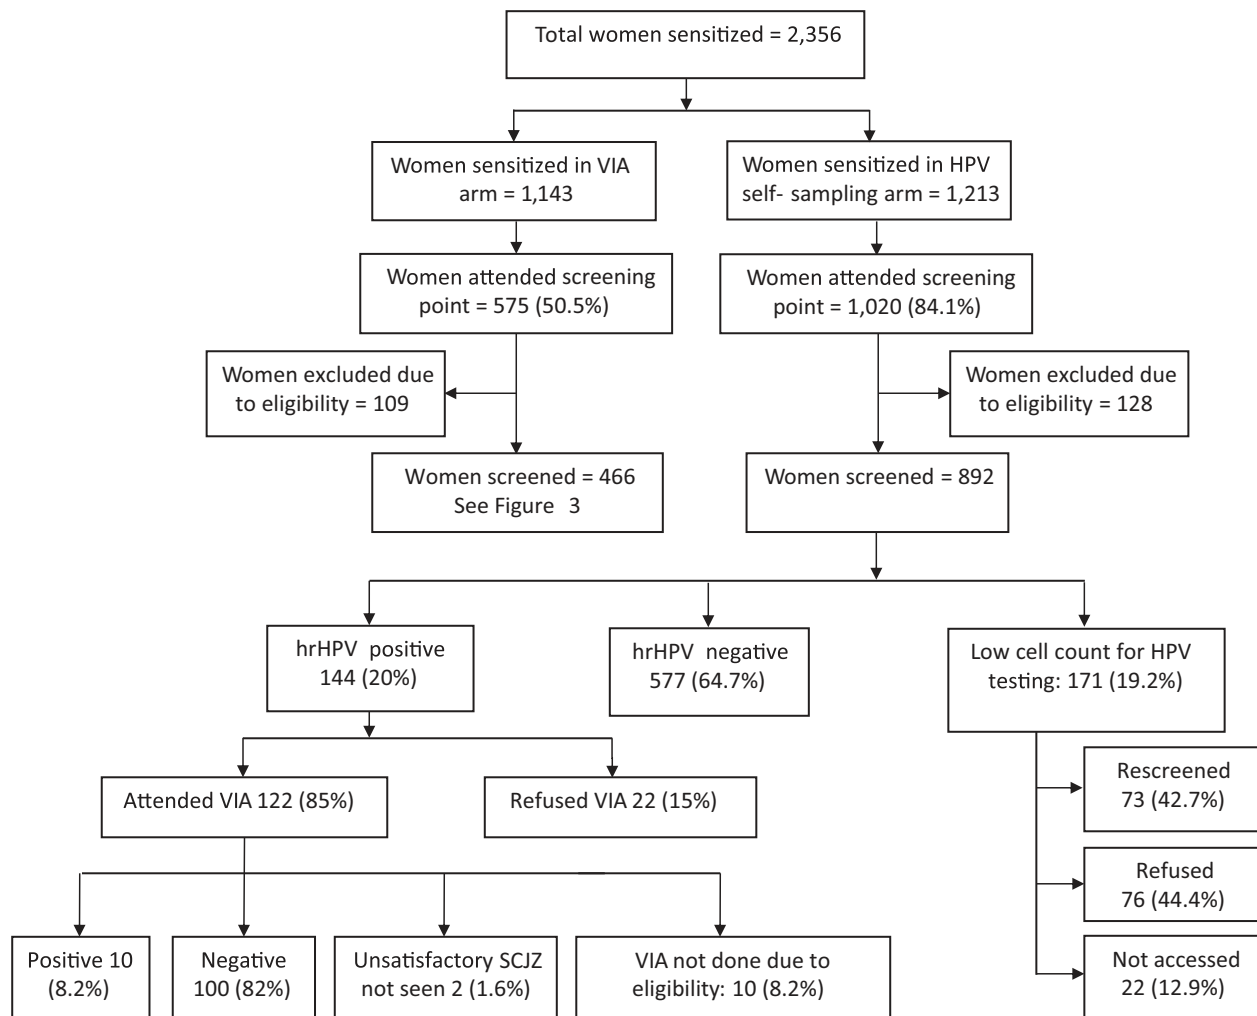 Total women sensitized = 2,356
Women sensitized in VIA
arm = 1,143
Women sensitized in HPV
self- sampling arm = 1,213
Women attended screening
point = 575 (50.5%)
Women attended screening
point = 1,020 (84.1%)
Women excluded due
to eligibility = 109
Women excluded due
to eligibility = 128
Women screened = 466
See Figure 3
Women screened = 892
hrHPV positive
144 (20%)
hrHPV negative
577 (64.7%)
Low cell count for HPV
testing: 171 (19.2%)
Attended VIA 122 (85%)
Refused VIA 22 (15%)
Rescreened
73 (42.7%)
Refused
76 (44.4%)
Not accessed
22 (12.9%)
Positive 10
(8.2%)
Negative
100 (82%)
Unsatisfactory SCJZ
not seen 2 (1.6%)
VIA not done due to
eligibility: 10 (8.2%)